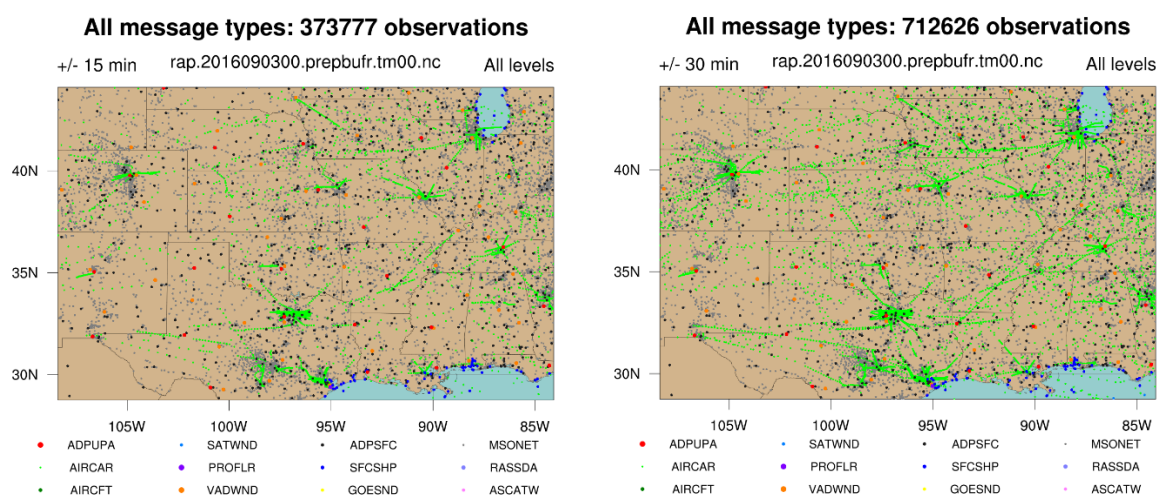 All message types: 373777 observations
+/- 15 min rap.2016090300.prepbufr.tm00.nc All levels
40N
35N
30N
105W 100W 95W 90W 85W
ADPUPA SATWND ADPSFC MSONET
AIRCAR PROFLR SFCSHP RASSDA
AIRCFT VADWND GOESND ASCATW
All message types: 712626 observations
+/- 30 min rap.2016090300.prepbufr.tm00.nc All levels
40N
35N
30N
105W 100W 95W 90W 85W
ADPUPA SATWND ADPSFC MSONET
AIRCAR PROFLR SFCSHP RASSDA
AIRCFT VADWND GOESND ASCATW